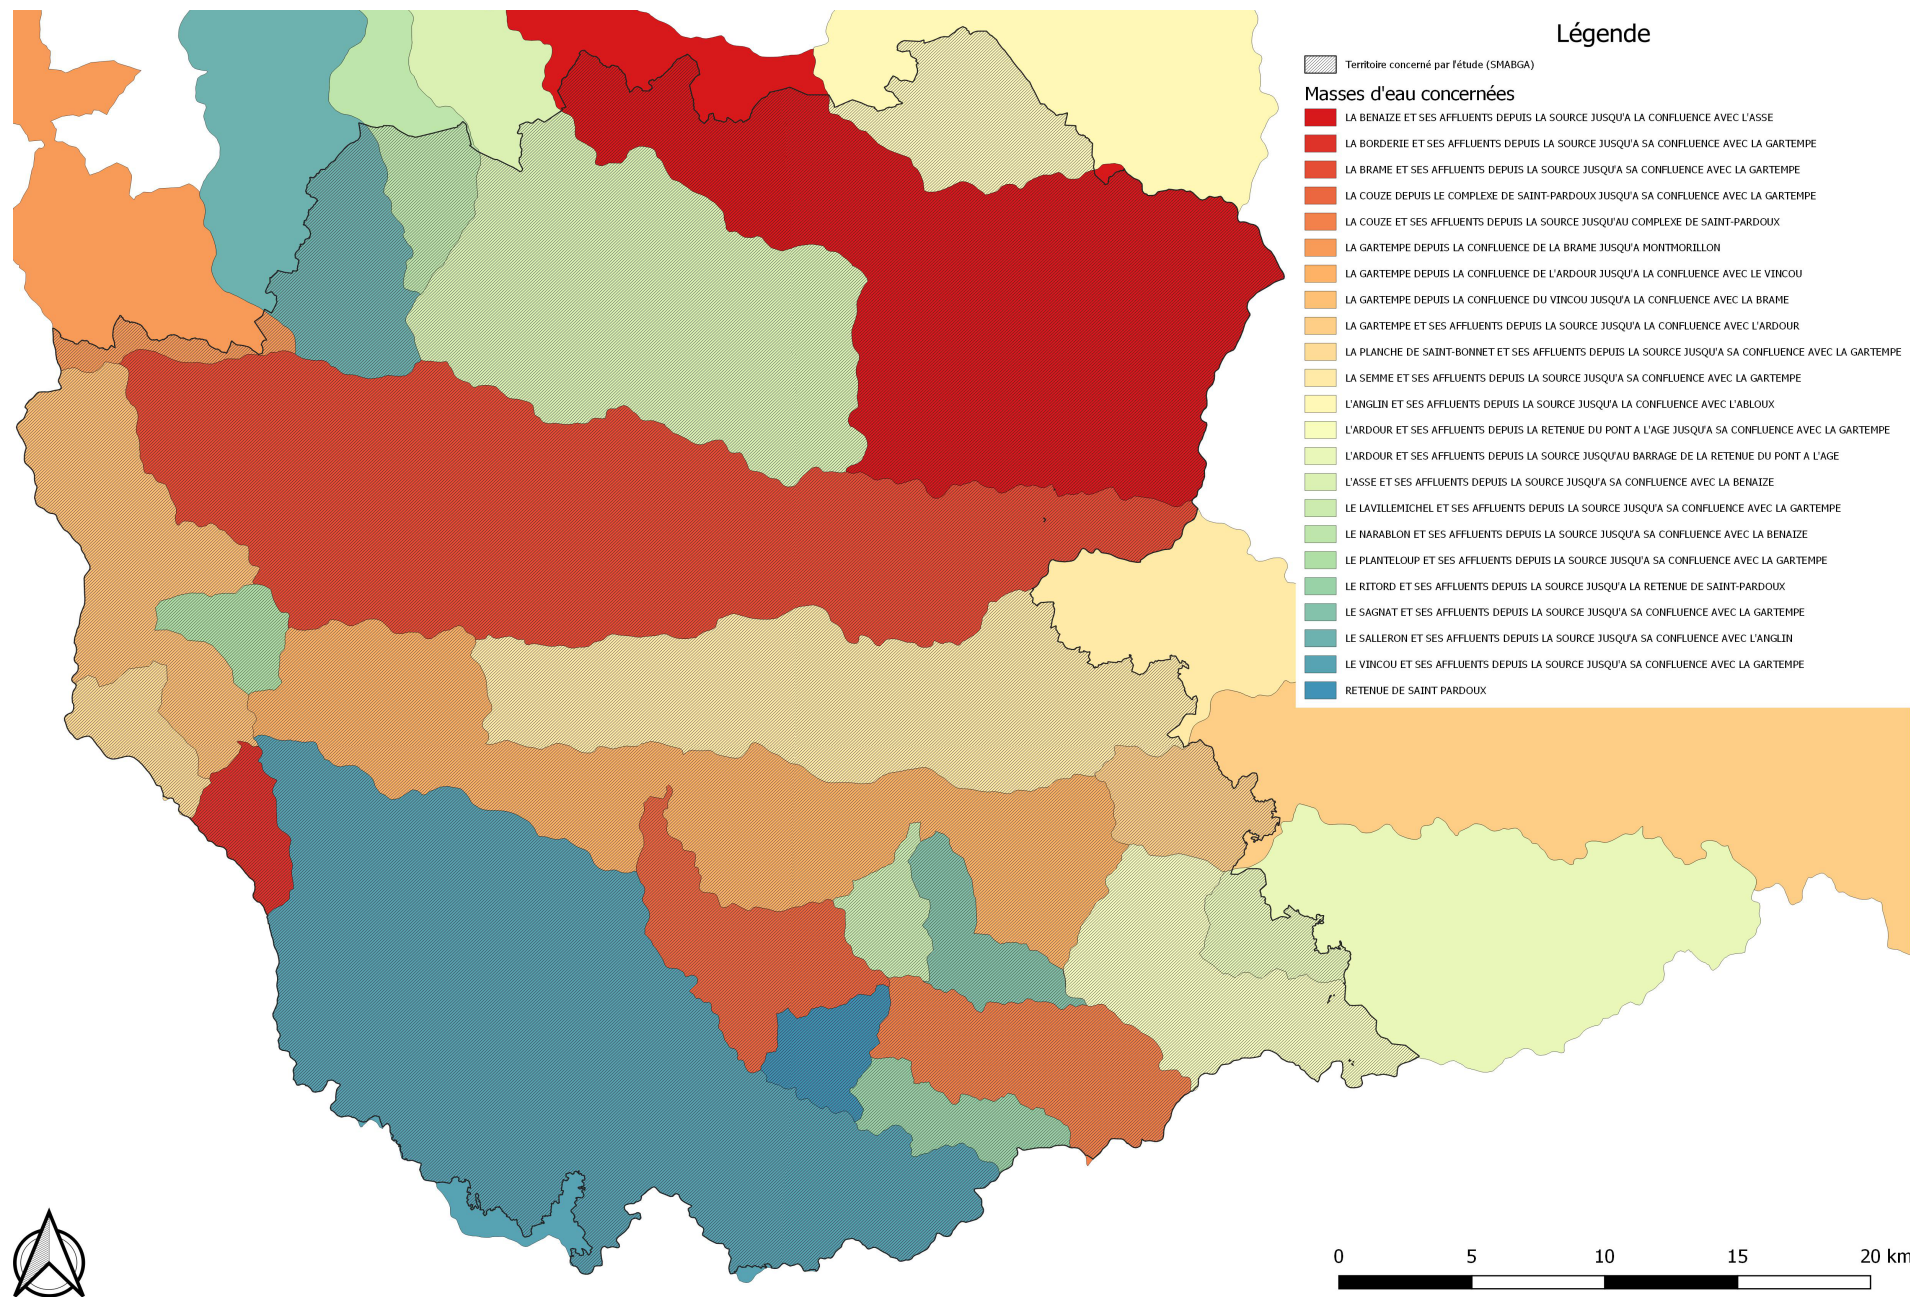 Légende
Territoire concerné par l'étude (SMABGA)
Masses d'eau concernées
LA BENAIZE ET SES AFFLUENTS DEPUIS LA SOURCE JUSQU'A LA CONFLUENCE AVEC L'ASSE
LA BORDERIE ET SES AFFLUENTS DEPUIS LA SOURCE JUSQU'A SA CONFLUENCE AVEC LA GARTEMPE
LA BRAME ET SES AFFLUENTS DEPUIS LA SOURCE JUSQU'A SA CONFLUENCE AVEC LA GARTEMPE
LA COUZE DEPUIS LE COMPLEXE DE SAINT-PARDOUX JUSQU'A SA CONFLUENCE AVEC LA GARTEMPE
LA COUZE ET SES AFFLUENTS DEPUIS LA SOURCE JUSQU'AU COMPLEXE DE SAINT-PARDOUX
LA GARTEMPE DEPUIS LA CONFLUENCE DE LA BRAME JUSQU'A MONTMORILLON
LA GARTEMPE DEPUIS LA CONFLUENCE DE L'ARDOUR JUSQU'A LA CONFLUENCE AVEC LE VINCOU
LA GARTEMPE DEPUIS LA CONFLUENCE DU VINCOU JUSQU'A LA CONFLUENCE AVEC LA BRAME
LA GARTEMPE ET SES AFFLUENTS DEPUIS LA SOURCE JUSQU'A LA CONFLUENCE AVEC L'ARDOUR
LA PLANCHE DE SAINT-BONNET ET SES AFFLUENTS DEPUIS LA SOURCE JUSQU'A SA CONFLUENCE AVEC LA GARTEMPE
LA SEMME ET SES AFFLUENTS DEPUIS LA SOURCE JUSQU'A SA CONFLUENCE AVEC LA GARTEMPE
L'ANGLIN ET SES AFFLUENTS DEPUIS LA SOURCE JUSQU'A LA CONFLUENCE AVEC L'ABLOUX
L'ARDOUR ET SES AFFLUENTS DEPUIS LA RETENUE DU PONT A L'AGE JUSQU'A SA CONFLUENCE AVEC LA GARTEMPE
L'ARDOUR ET SES AFFLUENTS DEPUIS LA SOURCE JUSQU'AU BARRAGE DE LA RETENUE DU PONT A L'AGE
L'ASSE ET SES AFFLUENTS DEPUIS LA SOURCE JUSQU'A SA CONFLUENCE AVEC LA BENAIZE
LE LAVILLEMICHEL ET SES AFFLUENTS DEPUIS LA SOURCE JUSQU'A SA CONFLUENCE AVEC LA GARTEMPE
LE NARABLON ET SES AFFLUENTS DEPUIS LA SOURCE JUSQU'A SA CONFLUENCE AVEC LA BENAIZE
LE PLANTELOUP ET SES AFFLUENTS DEPUIS LA SOURCE JUSQU'A SA CONFLUENCE AVEC LA GARTEMPE
LE RITORD ET SES AFFLUENTS DEPUIS LA SOURCE JUSQU'A LA RETENUE DE SAINT-PARDOUX
LE SAGNAT ET SES AFFLUENTS DEPUIS LA SOURCE JUSQU'A SA CONFLUENCE AVEC LA GARTEMPE
LE SALLERON ET SES AFFLUENTS DEPUIS LA SOURCE JUSQU'A SA CONFLUENCE AVEC L'ANGLIN
LE VINCOU ET SES AFFLUENTS DEPUIS LA SOURCE JUSQU'A SA CONFLUENCE AVEC LA GARTEMPE
RETENUE DE SAINT PARDOUX
0 5 10 15 20 km